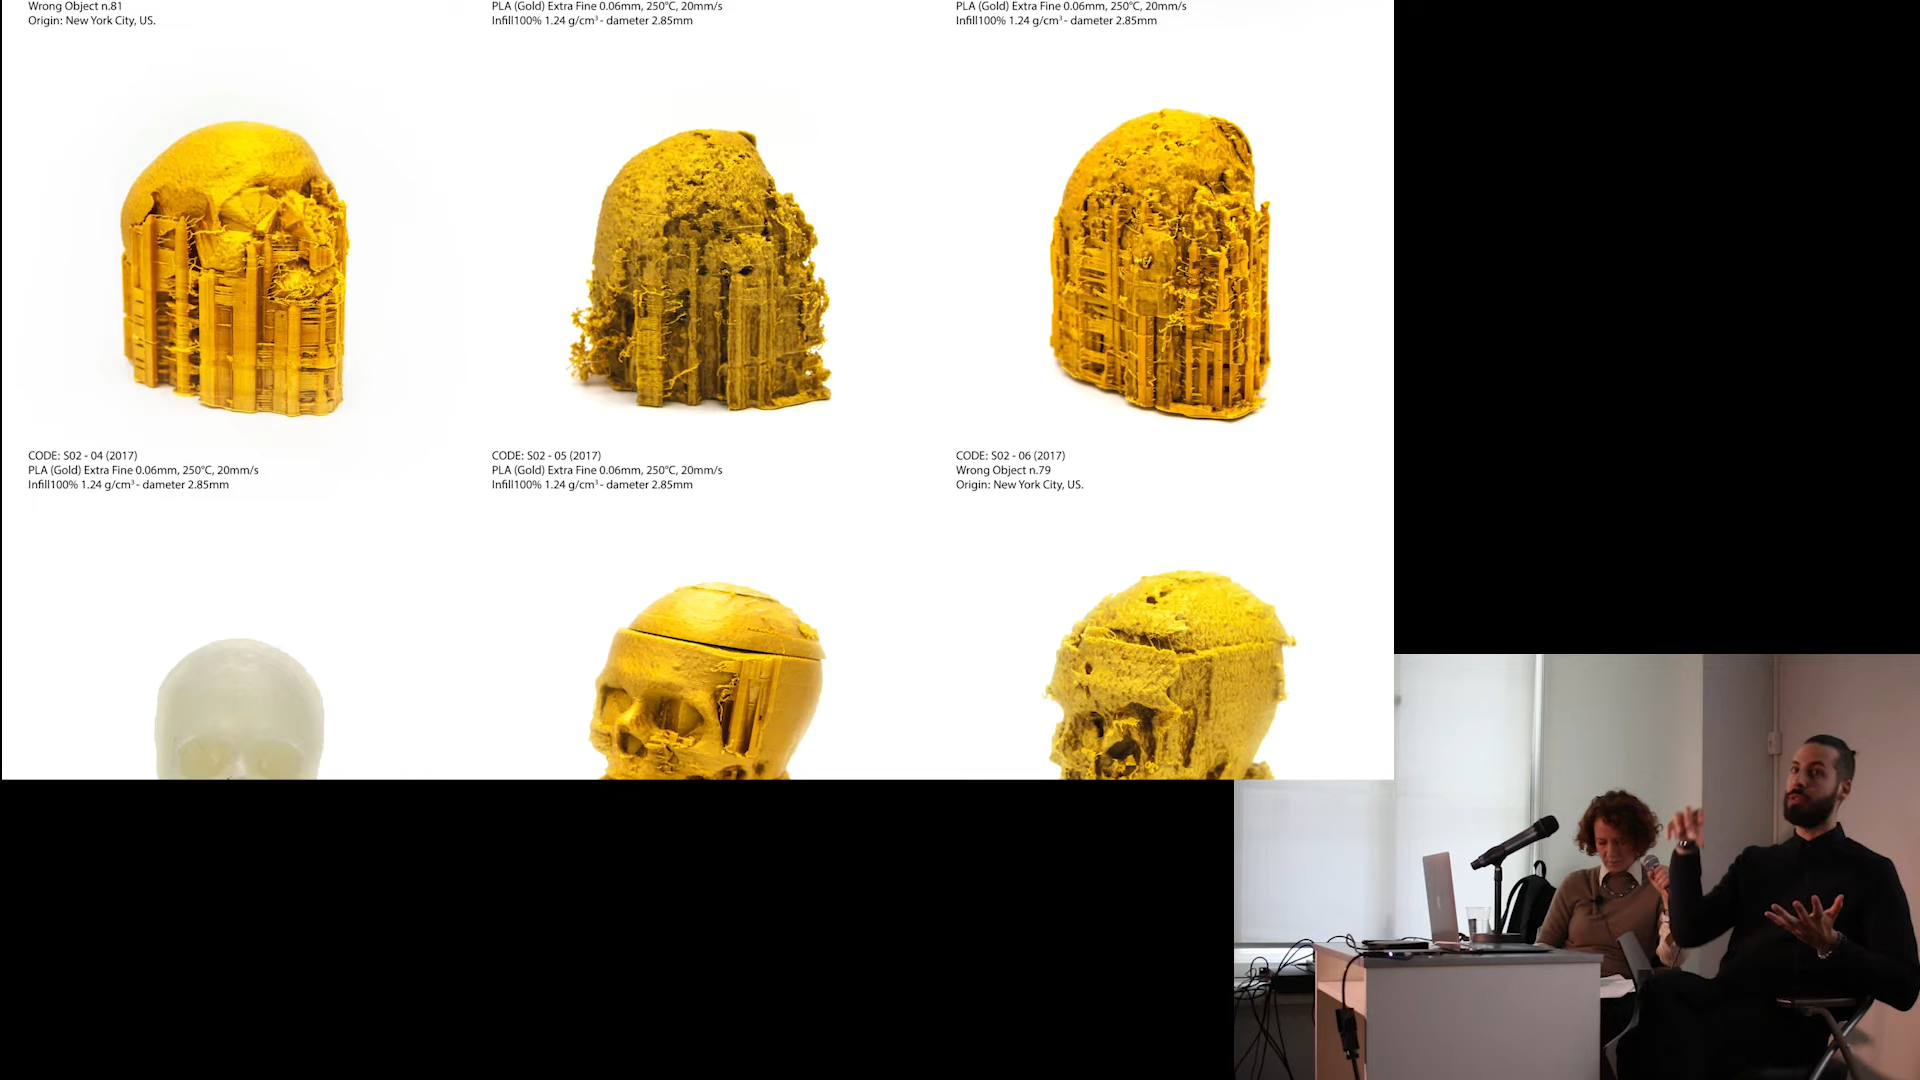 Wrong Object n.81
Origin: New York City, US.
PLA (Gold) Extra Fine 0.06mm, 250°C, 20mm/s
Infill100% 1.24 g/cm³ - dameter 2.85mm
PLA (Gold) Extra Fine 0.06mm, 250°C, 20mm/s
Infill100% 1.24 g/cm³ - dameter 2.85mm
CODE: S02 - 04 (2017)
PLA (Gold) Extra Fine 0.06mm, 250°C, 20mm/s
Infill100% 1.24 g/cm³ - dameter 2.85mm
CODE: S02 - 05 (2017)
PLA (Gold) Extra Fine 0.06mm, 250°C, 20mm/s
Infill100% 1.24 g/cm³ - dameter 2.85mm
CODE: S02 - 06 (2017)
Wrong Object n.79
Origin: New York City, US.